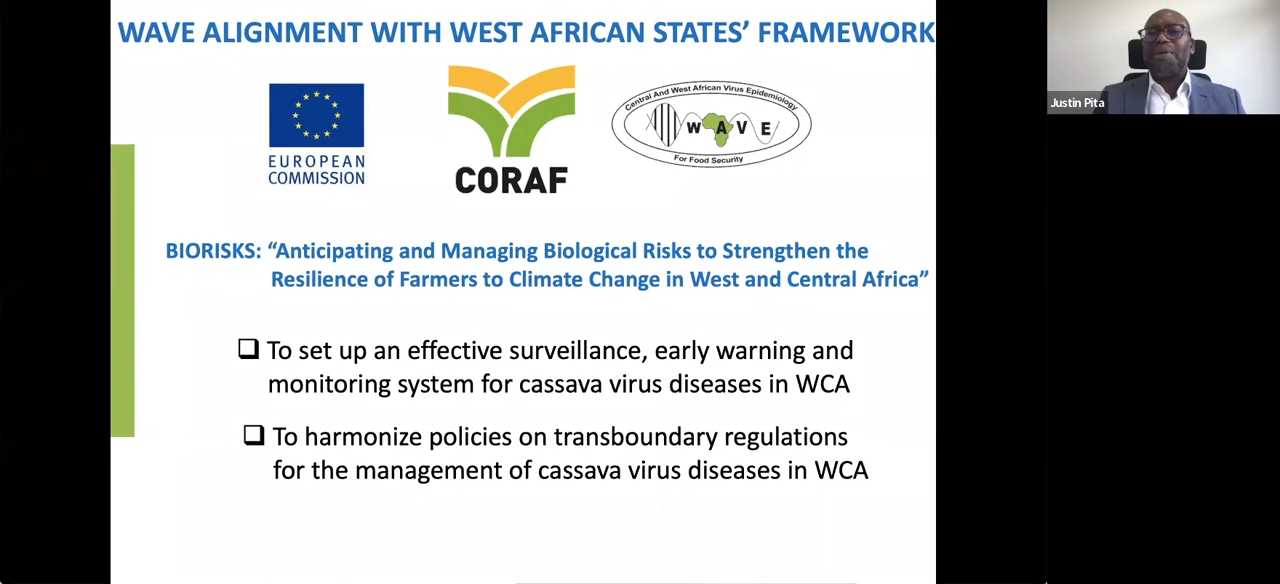 WAVE ALIGNMENT WITH WEST AFRICAN STATES’ FRAMEWORK
EUROPEAN
COMMISSION
CORAF
Central And West African Virus Epidemiology
WAVE
For Food Security
Justin Pita
BIORISKS: “Anticipating and Managing Biological Risks to Strengthen the
Resilience of Farmers to Climate Change in West and Central Africa”
To set up an effective surveillance, early warning and
monitoring system for cassava virus diseases in WCA
To harmonize policies on transboundary regulations
for the management of cassava virus diseases in WCA